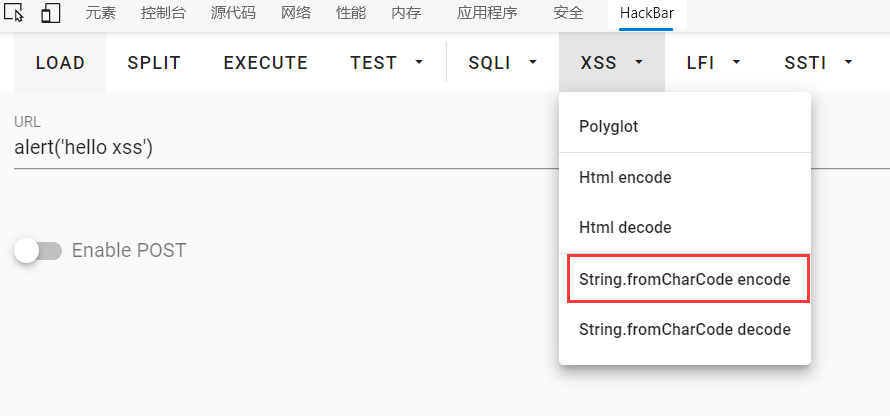 元素 控制台 源代码 网络 性能 内存 应用程序 安全 HackBar
LOAD SPLIT EXECUTE TEST SQLI XSS LFI SSTI
URL
alert('hello xss')
Enable POST
Polyglot
Html encode
Html decode
String.fromCharCode encode
String.fromCharCode decode